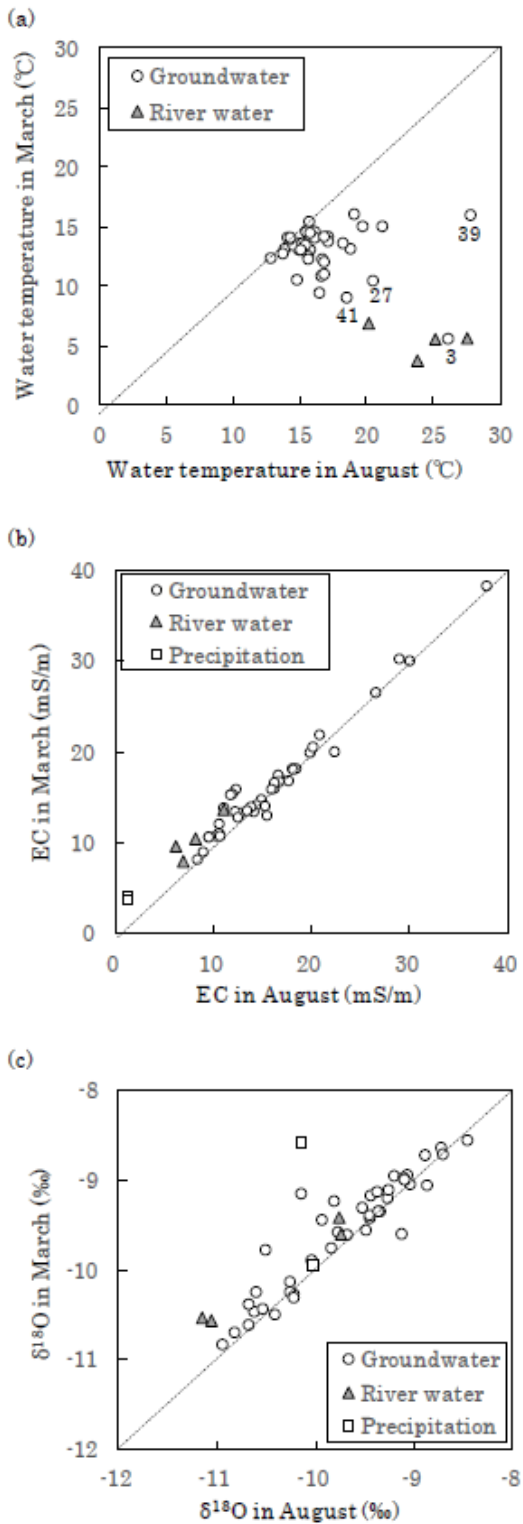 (a)
30
25
20
15
10
5
0
Water temperature in March (℃)
Groundwater
River water
39
27
41
3
0 5 10 15 20 25 30
Water temperature in August (℃)
(b)
40
30
20
10
0
EC in March (mS/m)
Groundwater
River water
Precipitation
0 10 20 30 40
EC in August (mS/m)
(c)
-8
-9
-10
-11
-12
δ¹⁸O in March (‰)
Groundwater
River water
Precipitation
-12 -11 -10 -9 -8
δ¹⁸O in August (‰)